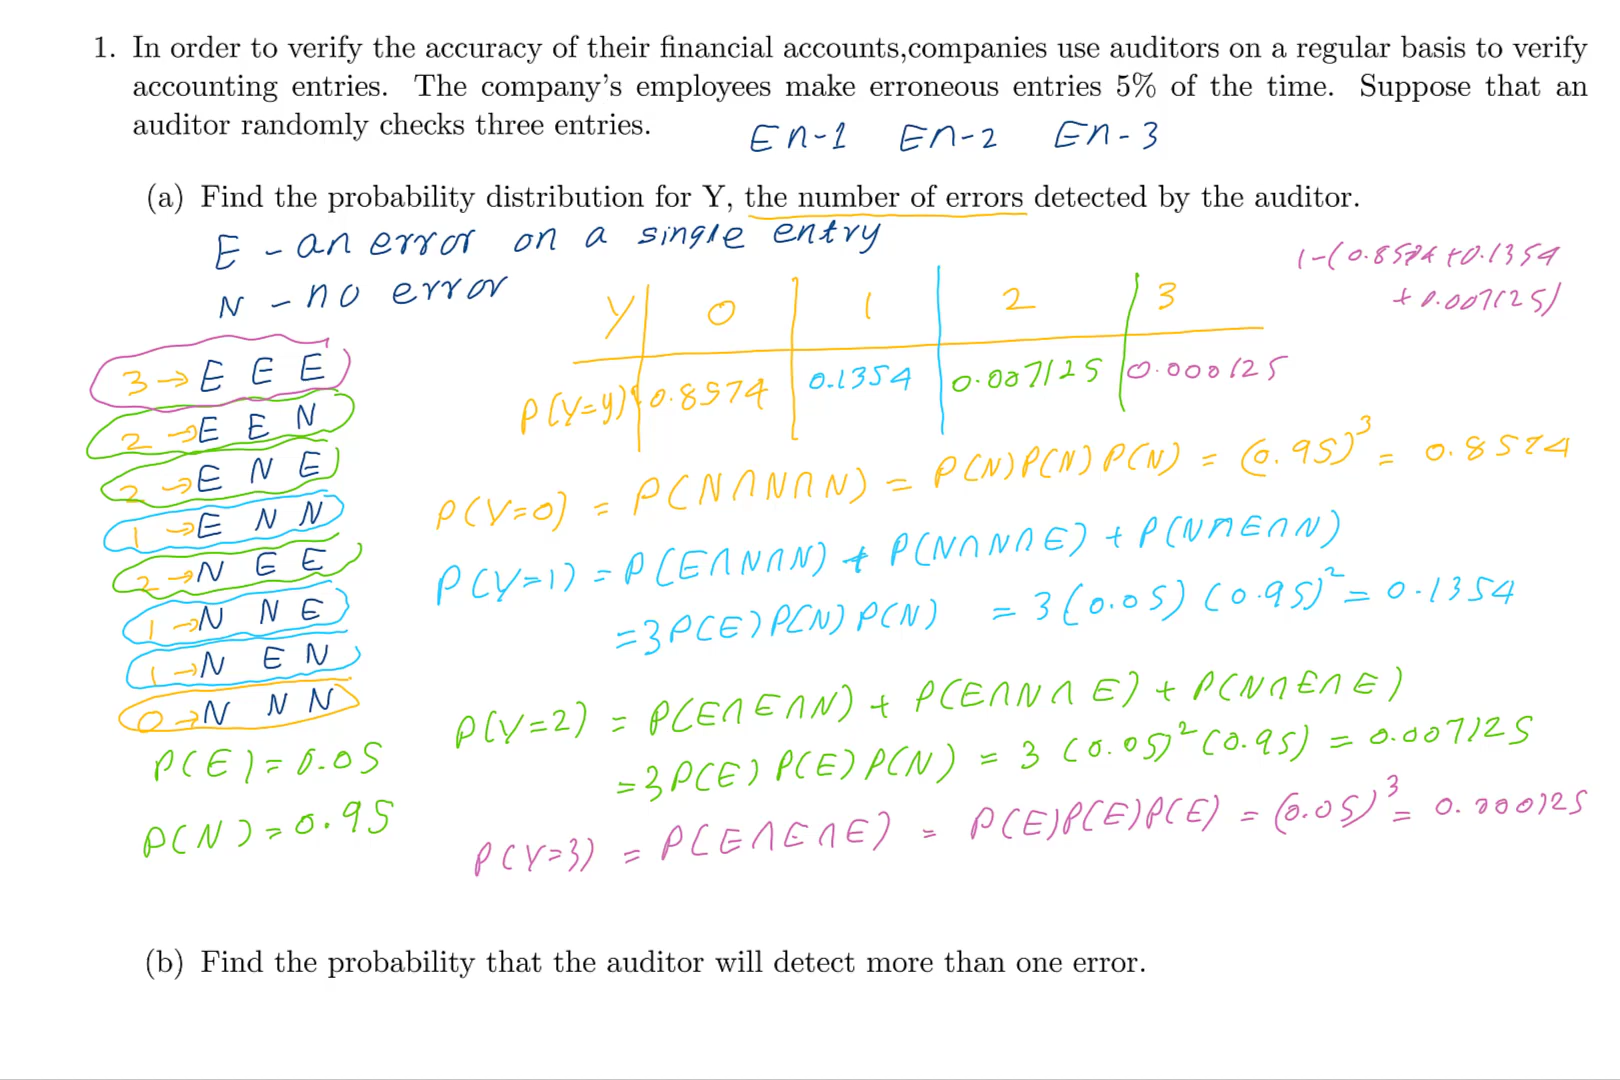 1. In order to verify the accuracy of their financial accounts,companies use auditors on a regular basis to verify
accounting entries. The company's employees make erroneous entries 5% of the time. Suppose that an
auditor randomly checks three entries.
En-1 En-2 En-3
(a) Find the probability distribution for Y, the number of errors detected by the auditor.
E - an error on a single entry
N - no error
1-(0.8574+0.1354
+0.007125)
Y 0 1 2 3
P(Y=y) 0.8574 0.1354 0.007125 0.000125
3→E E E
2→E E N
2→E N E
1→E N N
2→N E E
1→N N E
1→N E N
0→N N N
P(E)=0.05
P(N)=0.95
P(Y=0) = P(N∩N∩N) = P(N)P(N)P(N) = (0.95)³ = 0.8574
P(Y=1) = P(E∩N∩N) + P(N∩N∩E) + P(N∩E∩N)
=3P(E)P(N)P(N) = 3(0.05)(0.95)² = 0.1354
P(Y=2) = P(E∩E∩N) + P(E∩N∩E) + P(N∩E∩E)
=3P(E)P(E)P(N) = 3(0.05)²(0.95) = 0.007125
P(Y=3) = P(E∩E∩E) = P(E)P(E)P(E) = (0.05)³ = 0.000125
(b) Find the probability that the auditor will detect more than one error.